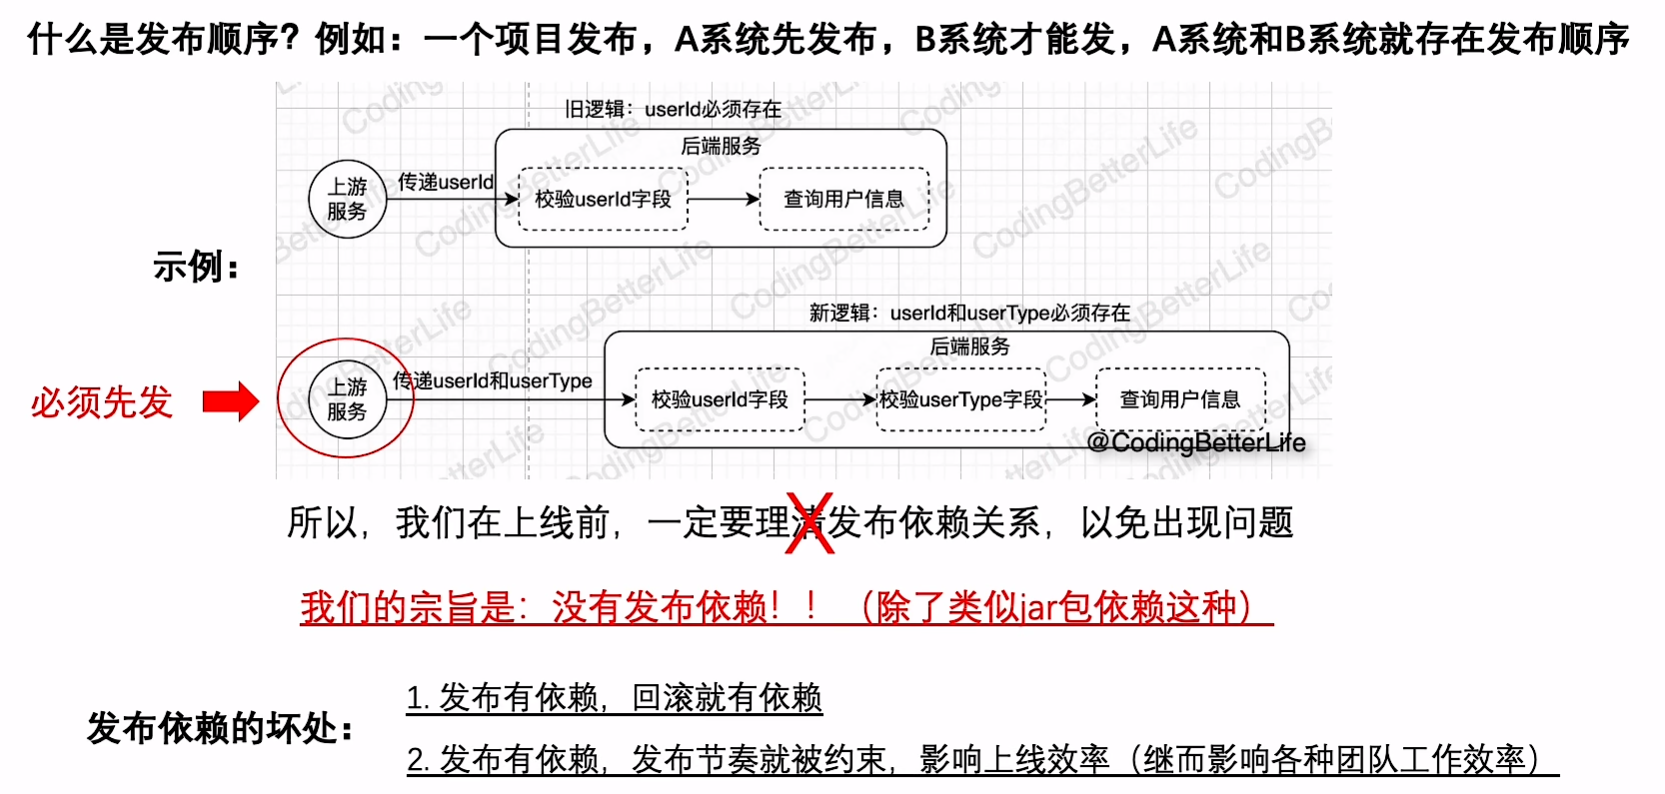 什么是发布顺序？例如：一个项目发布，A系统先发布，B系统才能发，A系统和B系统就存在发布顺序
旧逻辑：userId必须存在
后端服务
上游
服务
传递userId
校验userId字段
查询用户信息
示例：
新逻辑：userId和userType必须存在
后端服务
必须先发
上游
服务
传递userId和userType
校验userId字段
校验userType字段
查询用户信息
@CodingBetterLife
所以，我们在上线前，一定要理清发布依赖关系，以免出现问题
我们的宗旨是：没有发布依赖！！（除了类似jar包依赖这种）
发布依赖的坏处：
1. 发布有依赖，回滚就有依赖
2. 发布有依赖，发布节奏就被约束，影响上线效率（继而影响各种团队工作效率）
CodingBetterLife